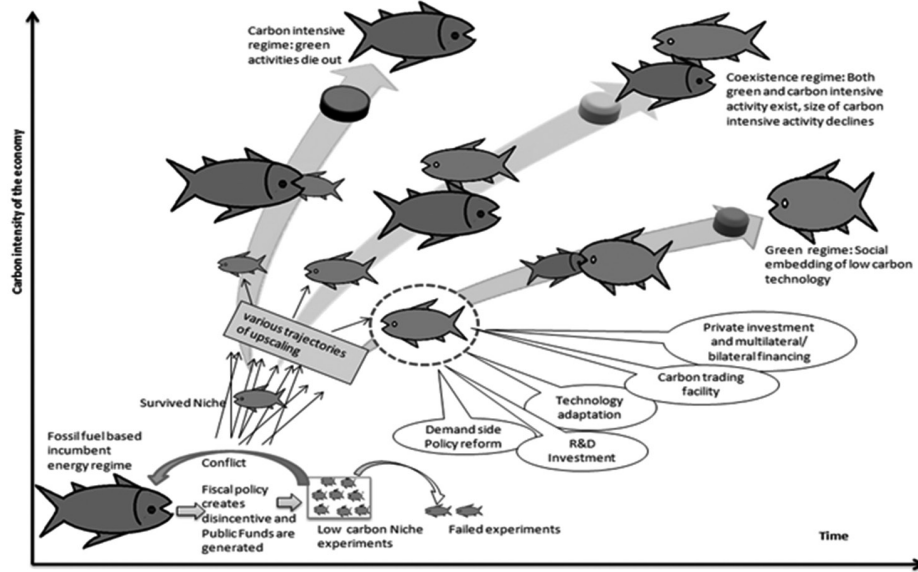 Carbon intensive
regime: green
activities die out
Coexistence regime: Both
green and carbon intensive
activity exist, size of carbon
intensive activity declines
Carbon intensity of the economy
Green regime: Social
embedding of low carbon
technology
various trajectories
of upscaling
Private investment
and multilateral/
bilateral financing
Carbon trading
facility
Technology
adaptation
Demand side
Policy reform
R&D
Investment
Survived Niche
Fossil fuel based
incumbent
energy regime
Conflict
Fiscal policy
creates
disincentive and
Public Funds are
generated
Low carbon Niche
experiments
Failed experiments
Time